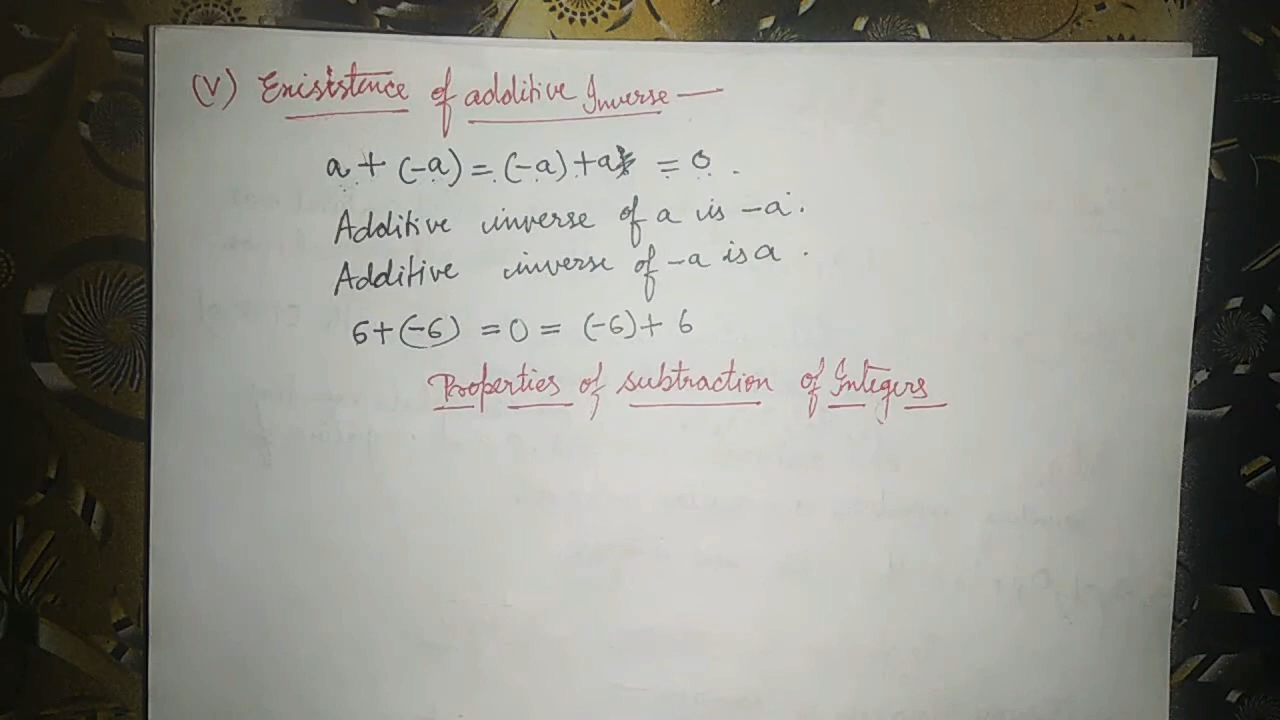 (V) Exisistence of additive Inverse —
a + (-a) = (-a) + a = 0 .
Additive inverse of a is -a .
Additive inverse of -a is a .
6+(-6) = 0 = (-6)+ 6
Properties of subtraction of Integers